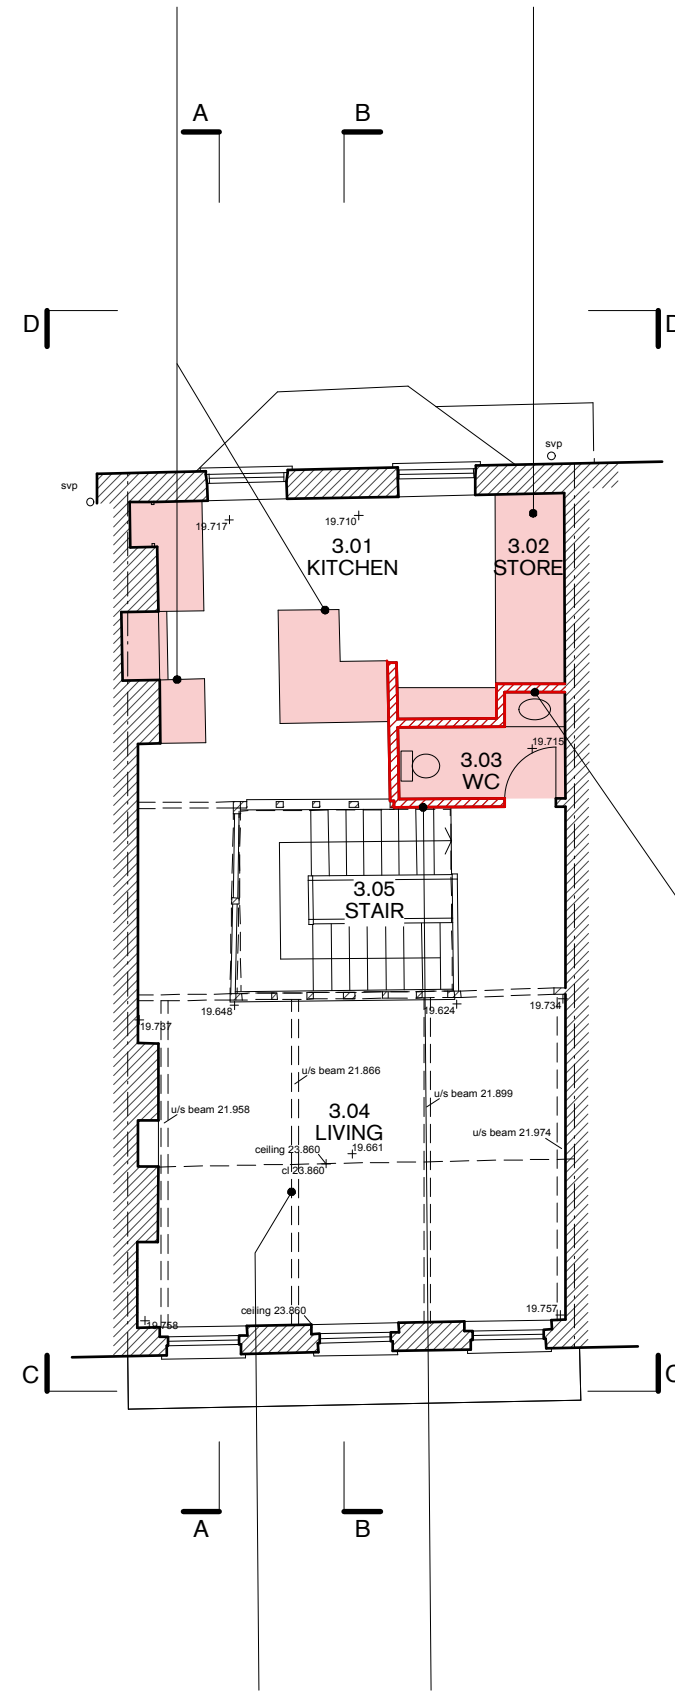 A
B
D
D
svp
svp
19.717
19.710
3.01
KITCHEN
3.02
STORE
19.715
3.03
WC
3.05
STAIR
19.648
19.624
19.734
19.737
u/s beam 21.866
u/s beam 21.899
u/s beam 21.958
3.04
LIVING
u/s beam 21.974
ceiling 23.860
19.661
cl 23.860
ceiling 23.860
19.757
19.758
C
C
A
B